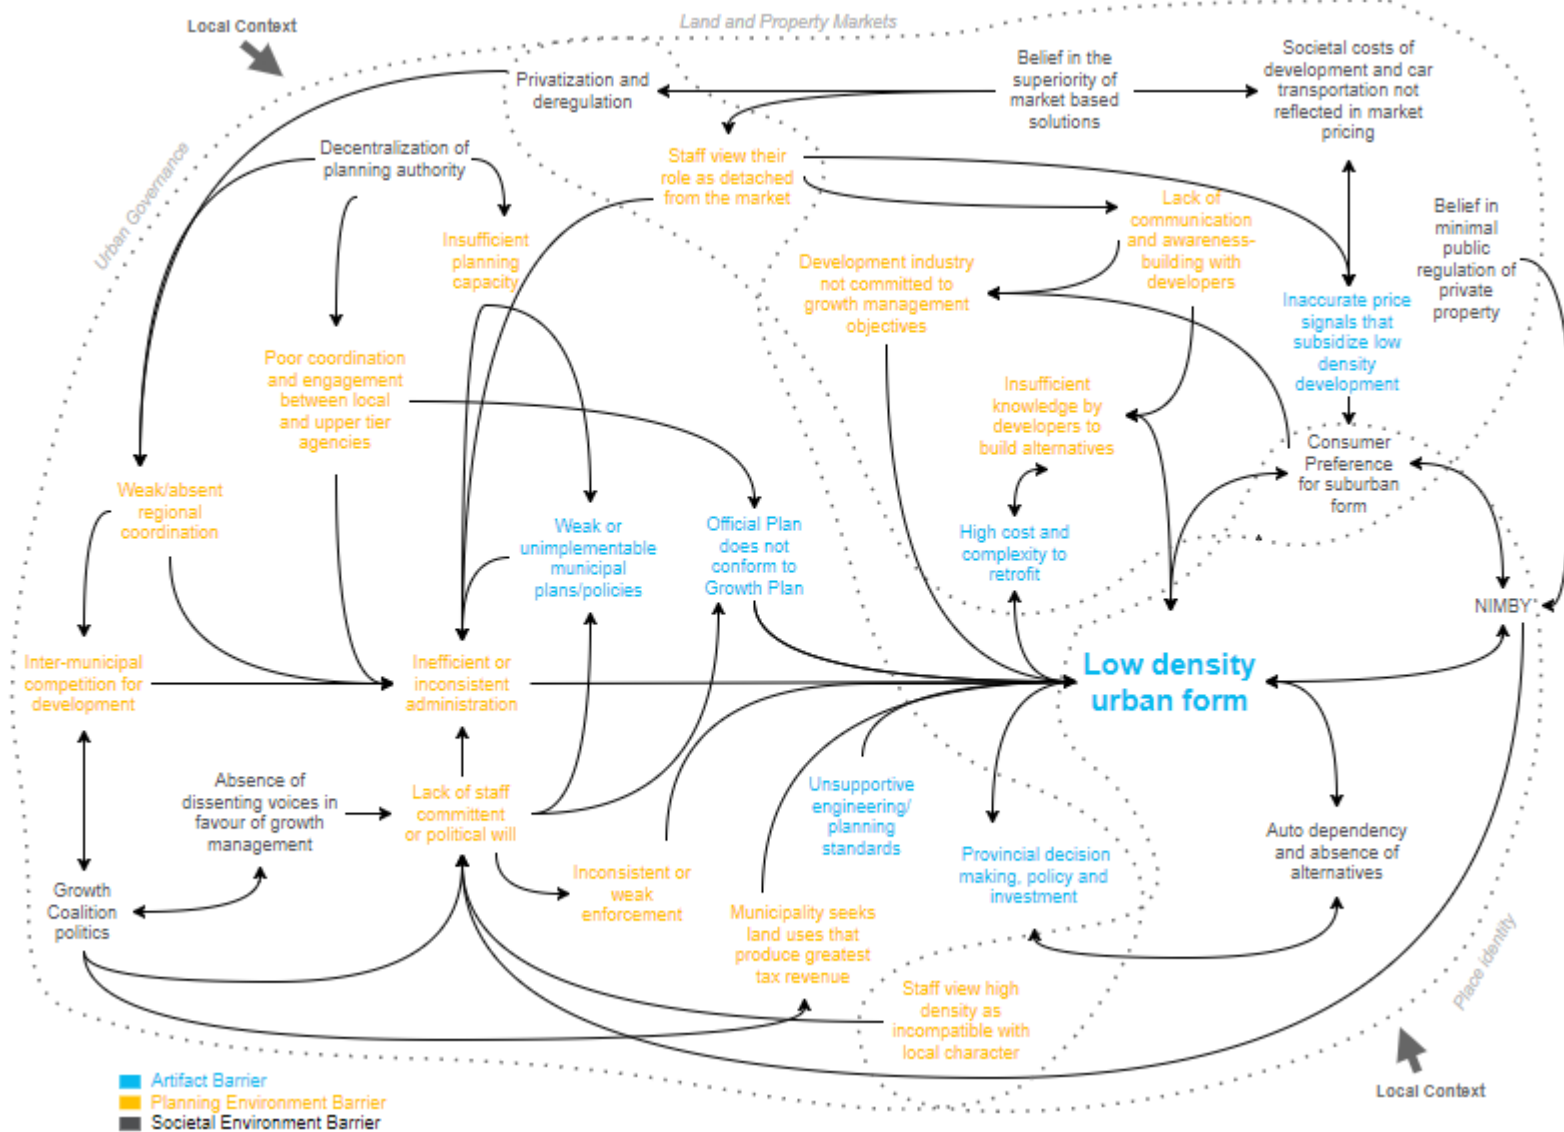 Land and Property Markets
Local Context
Urban Governance
Privatization and
deregulation
Belief in the
superiority of
market based
solutions
Societal costs of
development and car
transportation not
reflected in market
pricing
Decentralization of
planning authority
Staff view their
role as detached
from the market
Lack of
communication
and awareness-
building with
developers
Belief in
minimal
public
regulation of
private
property
Insufficient
planning
capacity
Development industry
not committed to
growth management
objectives
Inaccurate price
signals that
subsidize low
density
development
Poor coordination
and engagement
between local
and upper tier
agencies
Insufficient
knowledge by
developers to
build alternatives
Consumer
Preference
for suburban
form
Weak/absent
regional
coordination
Weak or
unimplementable
municipal
plans/policies
Official Plan
does not
conform to
Growth Plan
High cost and
complexity to
retrofit
NIMBY
Inter-municipal
competition for
development
Inefficient or
inconsistent
administration
Low density
urban form
Absence of
dissenting voices in
favour of growth
management
Lack of staff
committent
or political will
Unsupportive
engineering/
planning
standards
Auto dependency
and absence of
alternatives
Growth
Coalition
politics
Inconsistent or
weak
enforcement
Provincial decision
making, policy and
investment
Municipality seeks
land uses that
produce greatest
tax revenue
Staff view high
density as
incompatible with
local character
Place identity
Local Context
Artifact Barrier
Planning Environment Barrier
Societal Environment Barrier